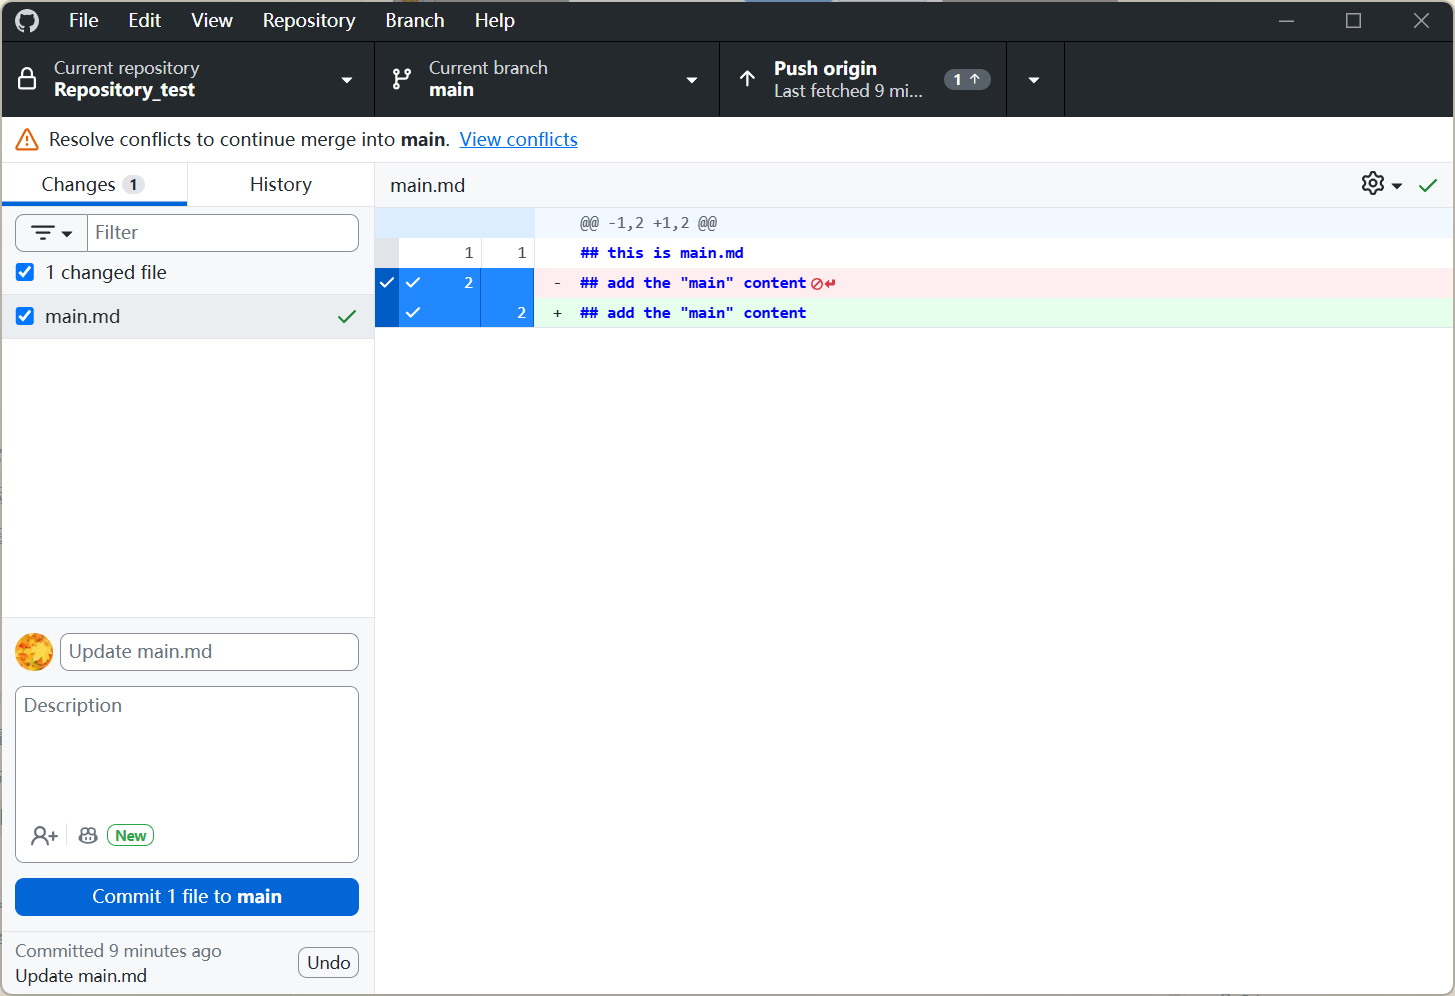 File Edit View Repository Branch Help
Current repository
Repository_test
Current branch
main
Push origin
Last fetched 9 mi...
1
Resolve conflicts to continue merge into main. View conflicts
Changes 1
History
main.md
Filter
1 changed file
main.md
@@ -1,2 +1,2 @@
1 1 ## this is main.md
2 - ## add the "main" content
2 + ## add the "main" content
Update main.md
Description
New
Commit 1 file to main
Committed 9 minutes ago
Update main.md
Undo